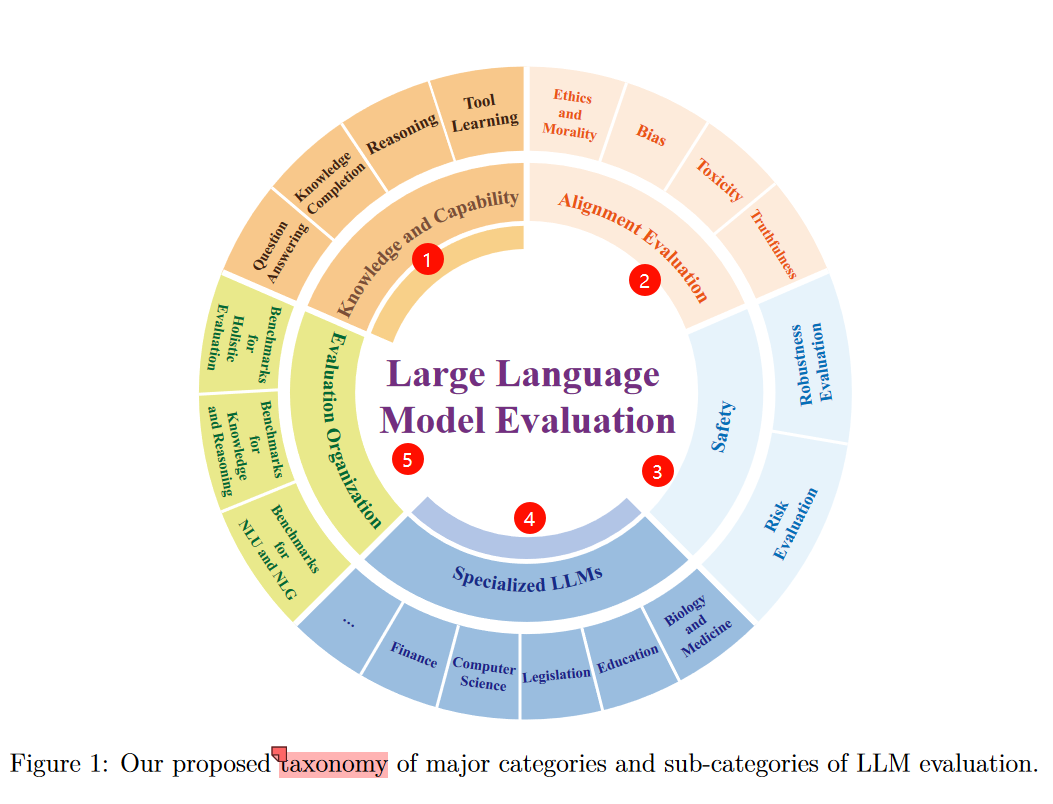 Tool
Learning
Reasoning
Knowledge
Completion
Question
Answering
Knowledge and Capability
1
Ethics
and
Morality
Bias
Toxicity
Truthfulness
Alignment Evaluation
2
Robustness
Evaluation
Risk
Evaluation
Safety
3
Large Language
Model Evaluation
Evaluation Organization
5
Benchmarks
for
Holistic
Evaluation
Benchmarks
for
Knowledge
and Reasoning
Benchmarks
for
NLU and NLG
4
Specialized LLMs
...
Finance
Computer
Science
Legislation
Education
Biology
and
Medicine
Figure 1: Our proposed taxonomy of major categories and sub-categories of LLM evaluation.